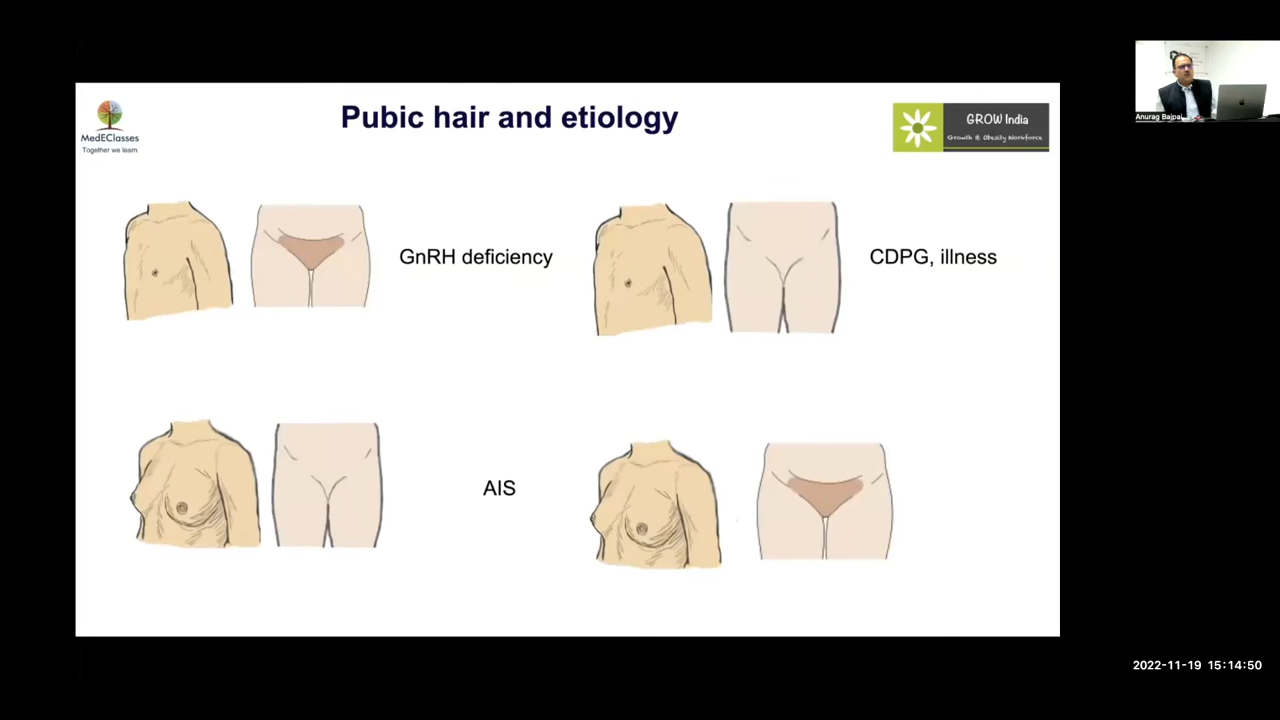 Pubic hair and etiology
MedEClasses
Together we learn
GROW India
Growth & Obesity Workforce
Anurag Bajpai
GnRH deficiency
CDPG, illness
AIS
2022-11-19 15:14:50